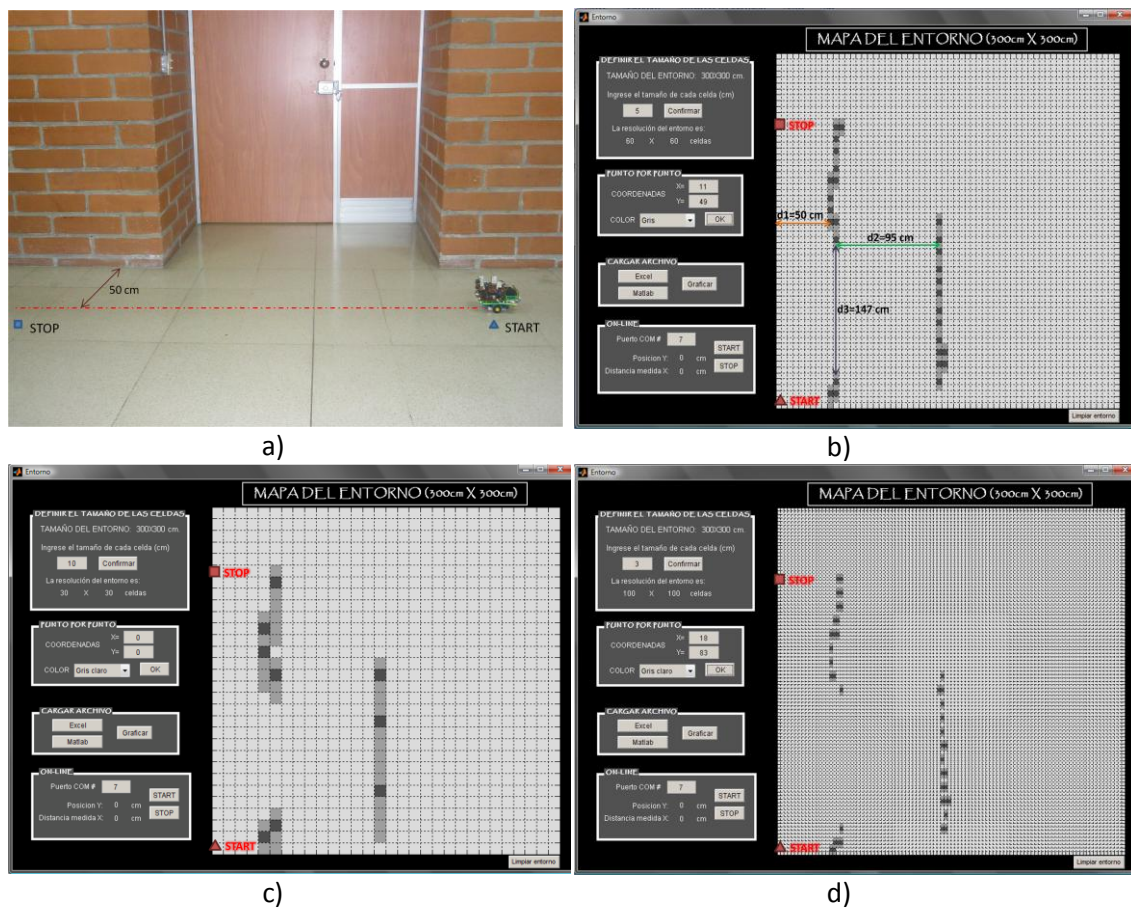 50 cm
STOP
START
a)
Entorno
MAPA DEL ENTORNO (300cm X 300cm)
DEFINIR EL TAMAÑO DE LAS CELDAS
TAMAÑO DEL ENTORNO: 300X300 cm.
Ingrese el tamaño de cada celda (cm)
5 Confirmar
La resolución del entorno es:
60 X 60 celdas
PUNTO POR PUNTO
COORDENADAS
X= 11
Y= 49
COLOR Gris OK
CARGAR ARCHIVO
Excel
Matlab
Graficar
ON-LINE
Puerto COM # 7
START
Posicion Y: 0 cm
STOP
Distancia medida X: 0 cm
STOP
d1=50 cm
d2=95 cm
d3=147 cm
START
Limpiar entorno
b)
Entorno
MAPA DEL ENTORNO (300cm X 300cm)
DEFINIR EL TAMAÑO DE LAS CELDAS
TAMAÑO DEL ENTORNO: 300X300 cm.
Ingrese el tamaño de cada celda (cm)
10 Confirmar
La resolución del entorno es:
30 X 30 celdas
PUNTO POR PUNTO
COORDENADAS
X= 0
Y= 0
COLOR Gris claro OK
CARGAR ARCHIVO
Excel
Matlab
Graficar
ON-LINE
Puerto COM # 7
START
Posicion Y: 0 cm
STOP
Distancia medida X: 0 cm
STOP
START
Limpiar entorno
c)
Entorno
MAPA DEL ENTORNO (300cm X 300cm)
DEFINIR EL TAMAÑO DE LAS CELDAS
TAMAÑO DEL ENTORNO: 300X300 cm.
Ingrese el tamaño de cada celda (cm)
3 Confirmar
La resolución del entorno es:
100 X 100 celdas
PUNTO POR PUNTO
COORDENADAS
X= 18
Y= 83
COLOR Gris claro OK
CARGAR ARCHIVO
Excel
Matlab
Graficar
ON-LINE
Puerto COM # 7
START
Posicion Y: 0 cm
STOP
Distancia medida X: 0 cm
STOP
START
Limpiar entorno
d)